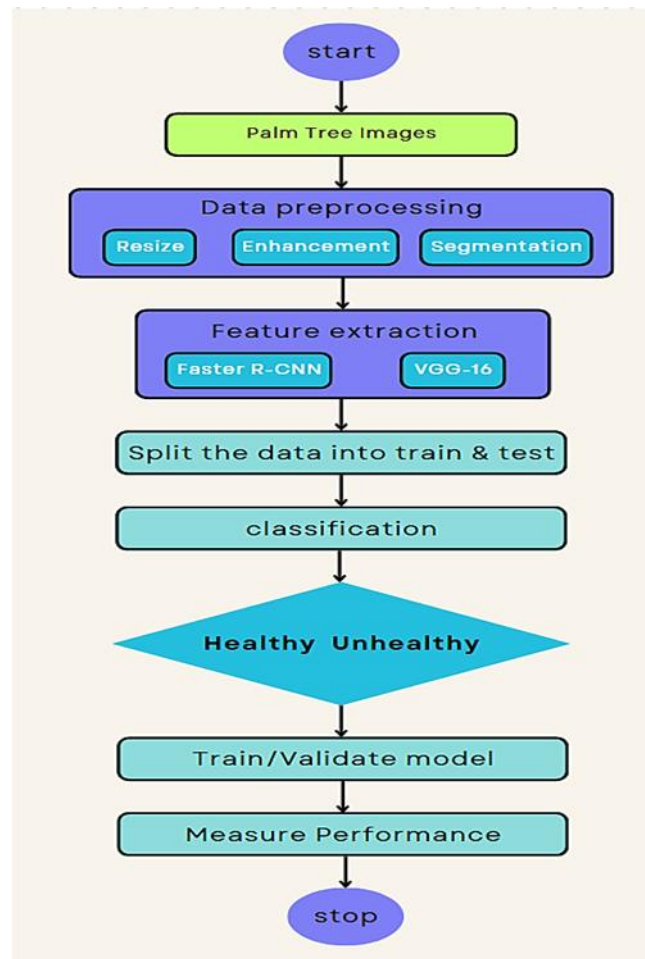 start
Palm Tree Images
Data preprocessing
Resize Enhancement Segmentation
Feature extraction
Faster R-CNN VGG-16
Split the data into train & test
classification
Healthy Unhealthy
Train/Validate model
Measure Performance
stop